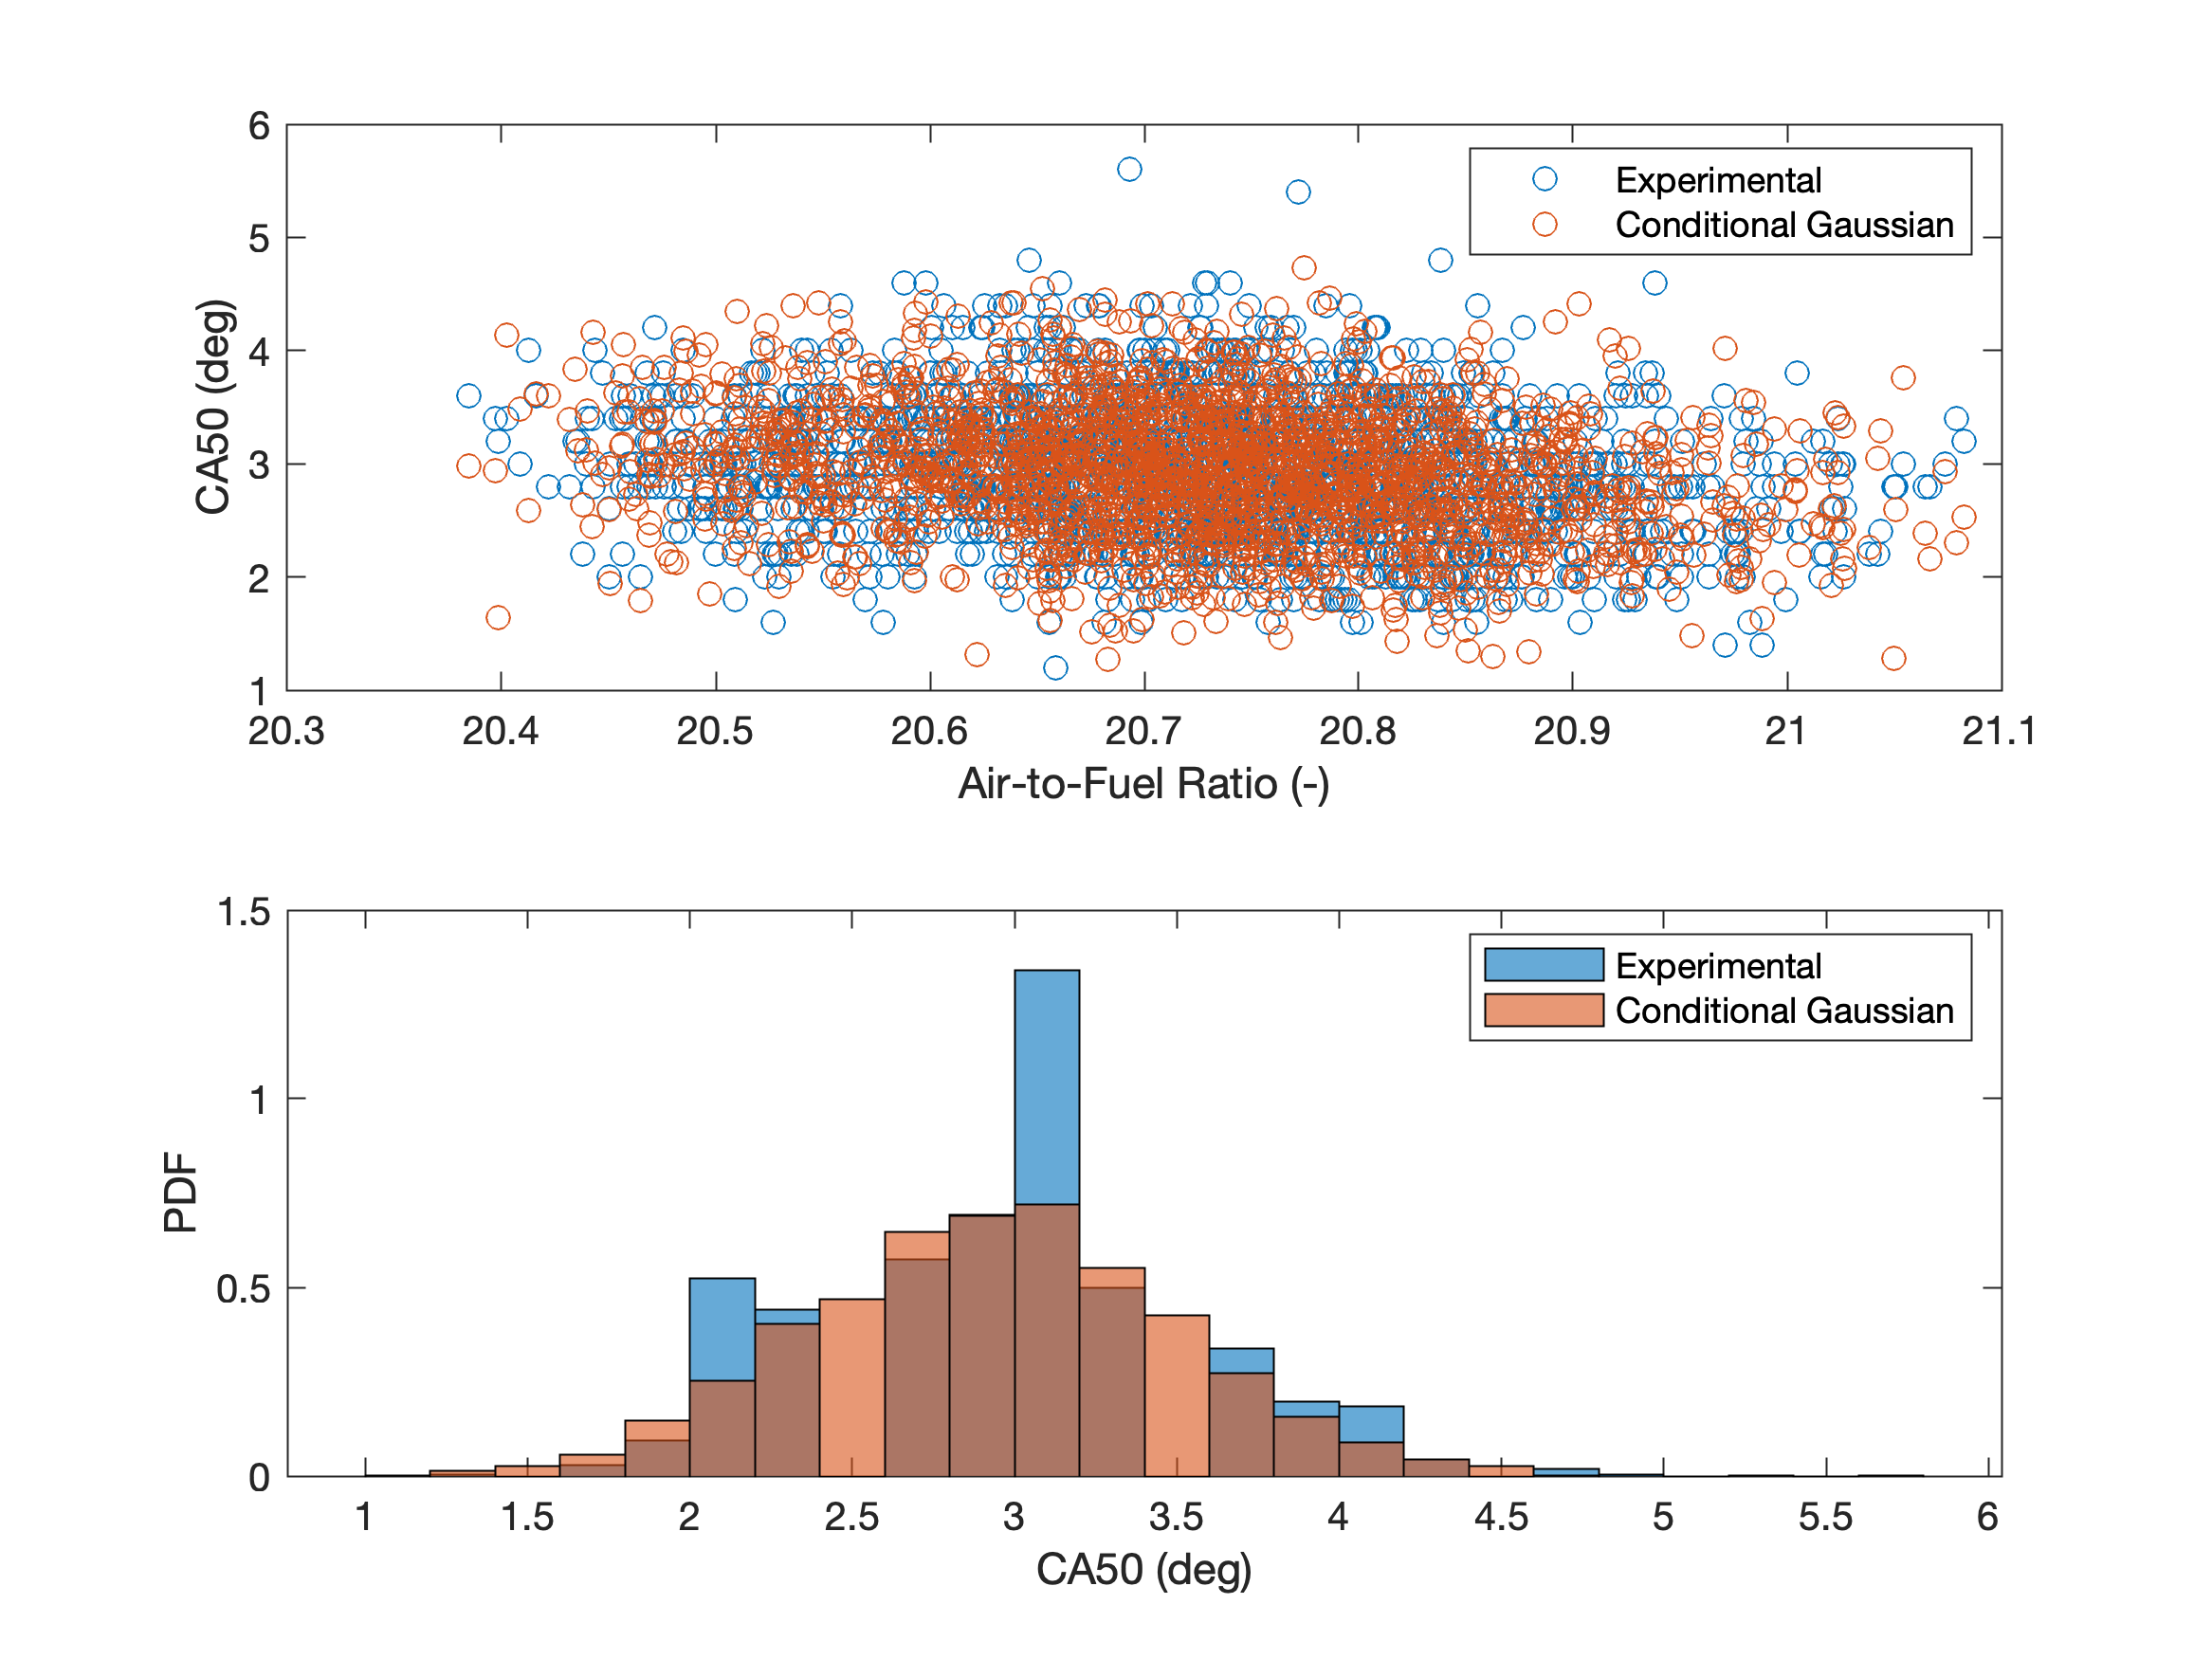 6
5
4
3
2
1
CA50 (deg)
Experimental
Conditional Gaussian
20.3 20.4 20.5 20.6 20.7 20.8 20.9 21 21.1
Air-to-Fuel Ratio (-)
1.5
1
0.5
0
PDF
Experimental
Conditional Gaussian
1 1.5 2 2.5 3 3.5 4 4.5 5 5.5 6
CA50 (deg)